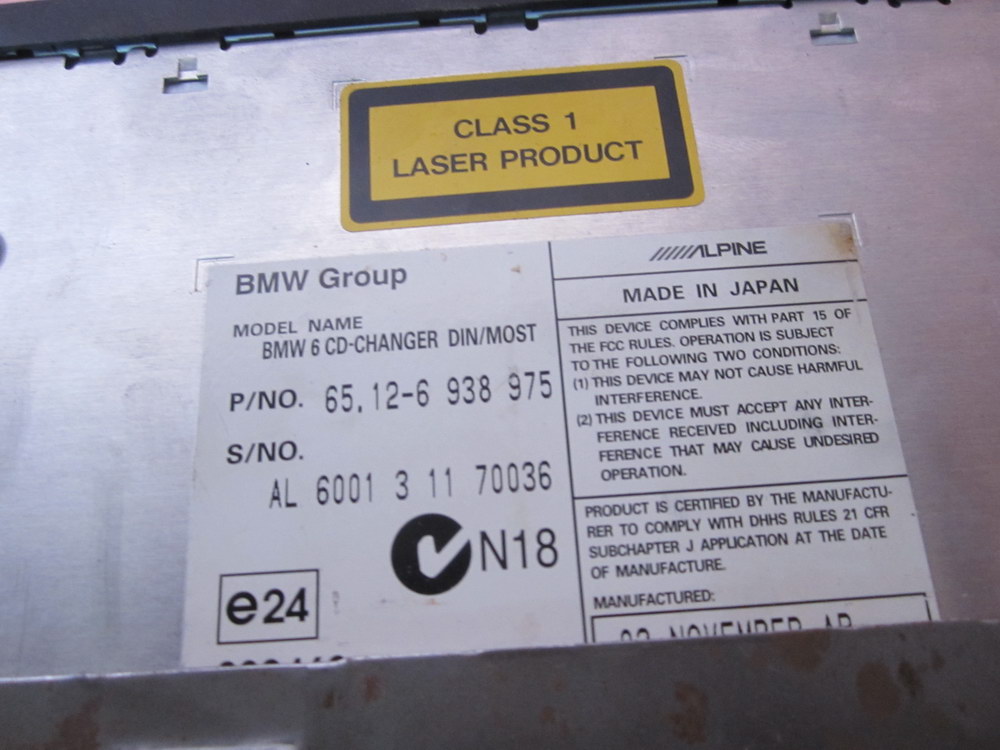 CLASS 1
LASER PRODUCT
BMW Group
MODEL NAME
BMW 6 CD-CHANGER DIN/MOST
P/NO. 65.12-6 938 975
S/NO.
AL 6001 3 11 70036
N18
e24
ALPINE
MADE IN JAPAN
THIS DEVICE COMPLIES WITH PART 15 OF
THE FCC RULES. OPERATION IS SUBJECT
TO THE FOLLOWING TWO CONDITIONS:
(1) THIS DEVICE MAY NOT CAUSE HARMFUL
INTERFERENCE.
(2) THIS DEVICE MUST ACCEPT ANY INTER-
FERENCE RECEIVED INCLUDING INTER-
FERENCE THAT MAY CAUSE UNDESIRED
OPERATION.
PRODUCT IS CERTIFIED BY THE MANUFACTU-
RER TO COMPLY WITH DHHS RULES 21 CFR
SUBCHAPTER J APPLICATION AT THE DATE
OF MANUFACTURE.
MANUFACTURED:
NOVEMBER